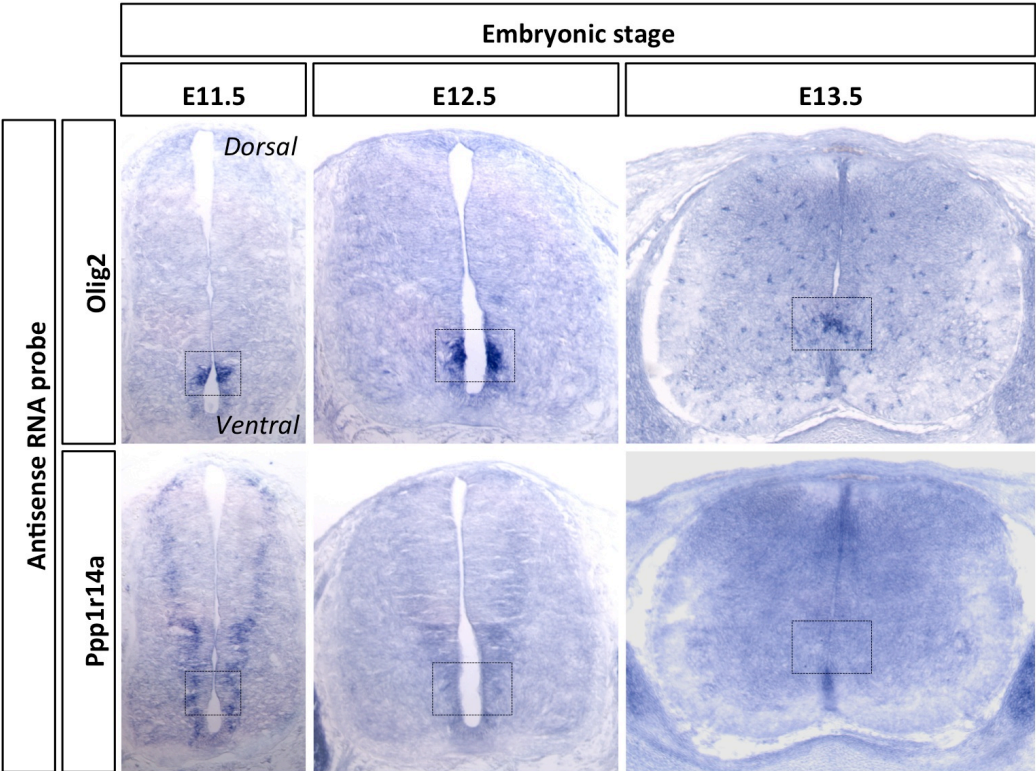 Embryonic stage
E11.5
E12.5
E13.5
Antisense RNA probe
Olig2
Dorsal
Ventral
Ppp1r14a